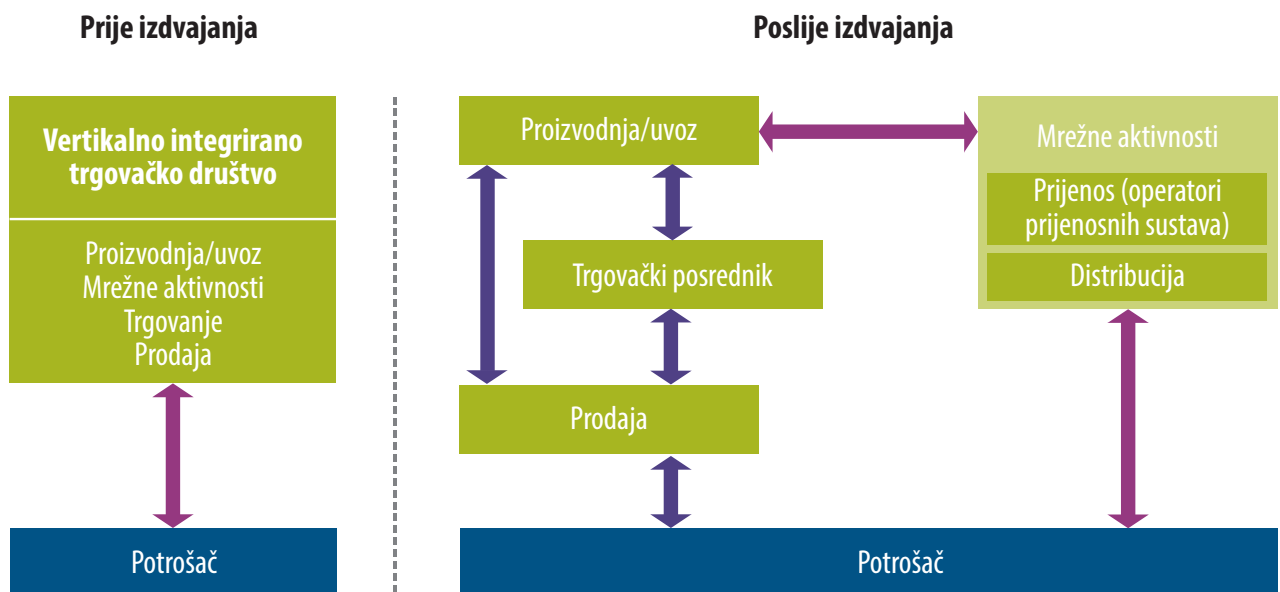 Prije izdvajanja
Poslije izdvajanja
Vertikalno integrirano
trgovačko društvo
Proizvodnja/uvoz
Mrežne aktivnosti
Trgovanje
Prodaja
Potrošač
Proizvodnja/uvoz
Trgovački posrednik
Prodaja
Mrežne aktivnosti
Prijenos (operatori
prijenosnih sustava)
Distribucija
Potrošač